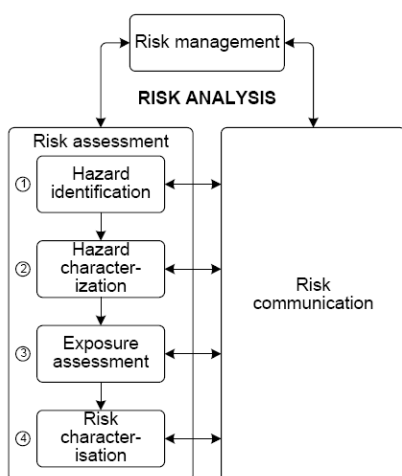 Risk management
RISK ANALYSIS
Risk assessment
① Hazard
identification
② Hazard
character-
ization
③ Exposure
assessment
④ Risk
character-
isation
Risk
communication